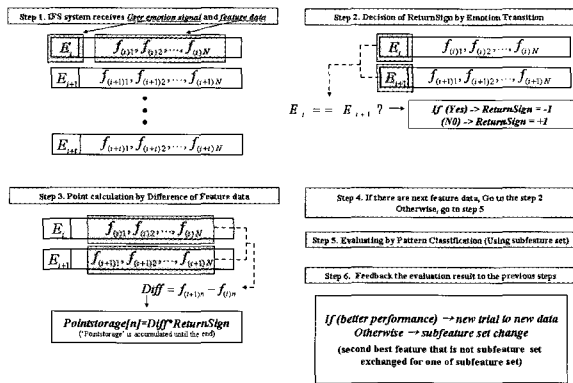 Step 1. IFS system receives User emotion signal and feature data
E_i f_(i)1, f_(i)2, ..., f_(i)N
E_i+1 f_(i+1)1, f_(i+1)2, ..., f_(i+1)N
E_i+1 f_(i+t)1, f_(i+t)2, ..., f_(i+t)N
Step 2. Decision of ReturnSign by Emotion Transition
E_i f_(i)1, f_(i)2, ..., f_(i)N
E_i+1 f_(i+1)1, f_(i+1)2, ..., f_(i+1)N
E_i == E_i+1 ?
If (Yes) -> ReturnSign = -1
(N0) -> ReturnSign = +1
Step 3. Point calculation by Difference of Feature data
E_i f_(i)1, f_(i)2, ..., f_(i)N
E_i+1 f_(i+1)1, f_(i+1)2, ..., f_(i+1)N
Diff = f_(i+1)n - f_(i)n
Pointstorage[n]=Diff*ReturnSign
('Pointstorage' is accumulated until the end)
Step 4. If there are next feature data, Go to the step 2
Otherwise, go to step 5
Step 5. Evaluating by Pattern Classification (Using subfeature set)
Step 6. Feedback the evaluation result to the previous steps
If (better performance) → new trial to new data
Otherwise → subfeature set change
(second best feature that is not subfeature set
exchanged for one of subfeature set)